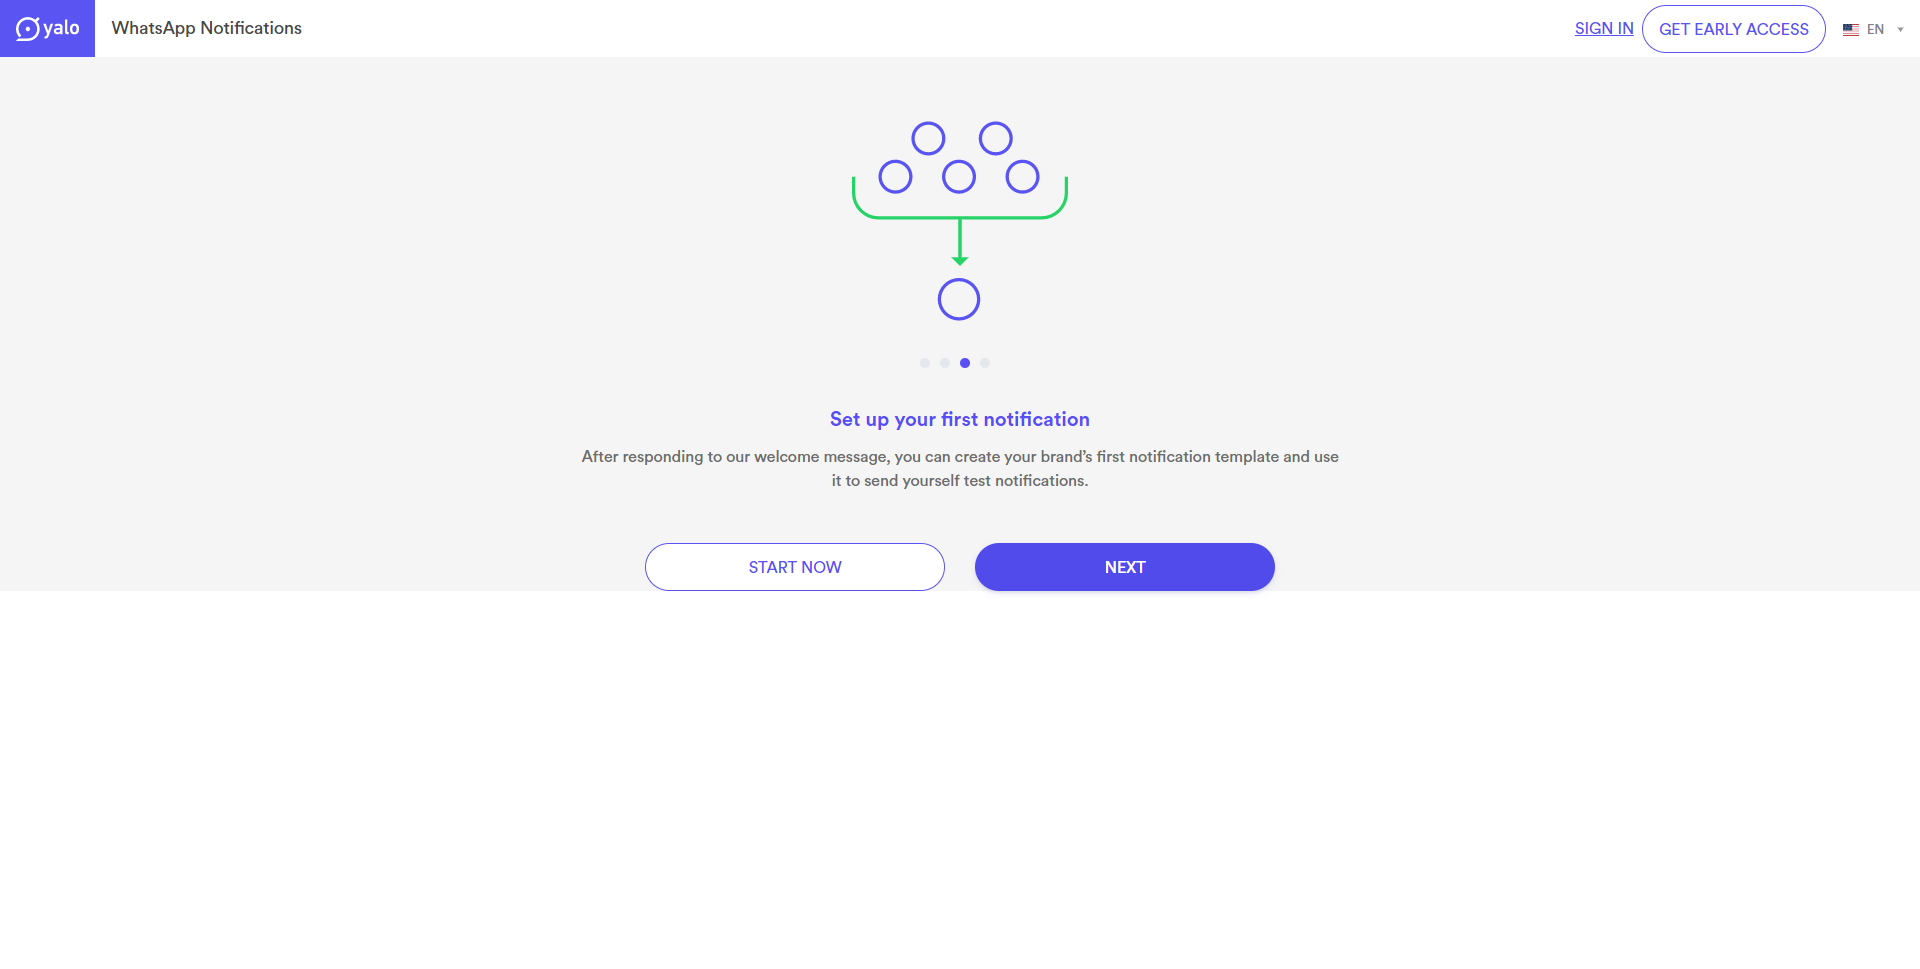 yalo
WhatsApp Notifications
SIGN IN
GET EARLY ACCESS
EN
Set up your first notification
After responding to our welcome message, you can create your brand’s first notification template and use
it to send yourself test notifications.
START NOW
NEXT